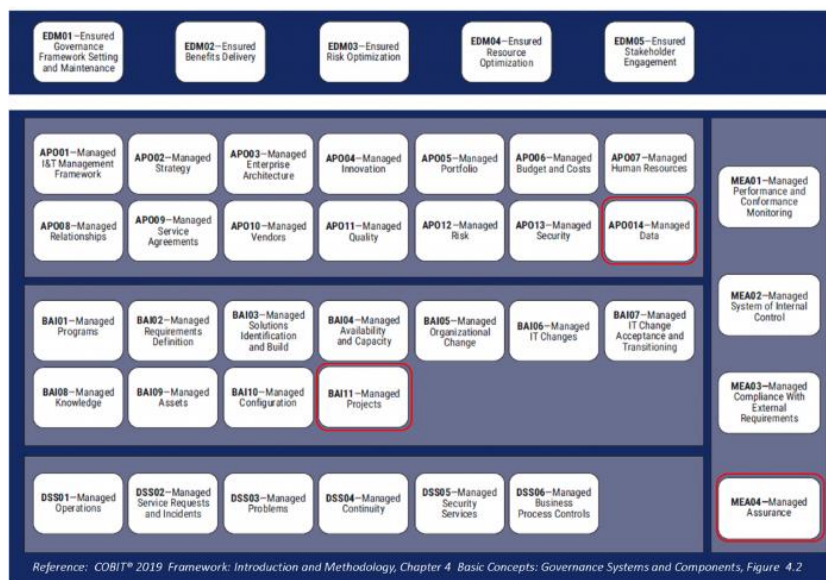 EDM01—Ensured
Governance
Framework Setting
and Maintenance
EDM02—Ensured
Benefits Delivery
EDM03—Ensured
Risk Optimization
EDM04—Ensured
Resource
Optimization
EDM05—Ensured
Stakeholder
Engagement
APO01—Managed
I&T Management
Framework
APO02—Managed
Strategy
APO03—Managed
Enterprise
Architecture
APO04—Managed
Innovation
APO05—Managed
Portfolio
APO06—Managed
Budget and Costs
APO07—Managed
Human Resources
APO08—Managed
Relationships
APO09—Managed
Service
Agreements
APO10—Managed
Vendors
APO11—Managed
Quality
APO12—Managed
Risk
APO13—Managed
Security
APO014—Managed
Data
BAI01—Managed
Programs
BAI02—Managed
Requirements
Definition
BAI03—Managed
Solutions
Identification
and Build
BAI04—Managed
Availability
and Capacity
BAI05—Managed
Organizational
Change
BAI06—Managed
IT Changes
BAI07—Managed
IT Change
Acceptance and
Transitioning
BAI08—Managed
Knowledge
BAI09—Managed
Assets
BAI10—Managed
Configuration
BAI11—Managed
Projects
DSS01—Managed
Operations
DSS02—Managed
Service Requests
and Incidents
DSS03—Managed
Problems
DSS04—Managed
Continuity
DSS05—Managed
Security
Services
DSS06—Managed
Business
Process Controls
MEA01—Managed
Performance and
Conformance
Monitoring
MEA02—Managed
System of Internal
Control
MEA03—Managed
Compliance With
External
Requirements
MEA04—Managed
Assurance
Reference: COBIT® 2019 Framework: Introduction and Methodology, Chapter 4 Basic Concepts: Governance Systems and Components, Figure 4.2